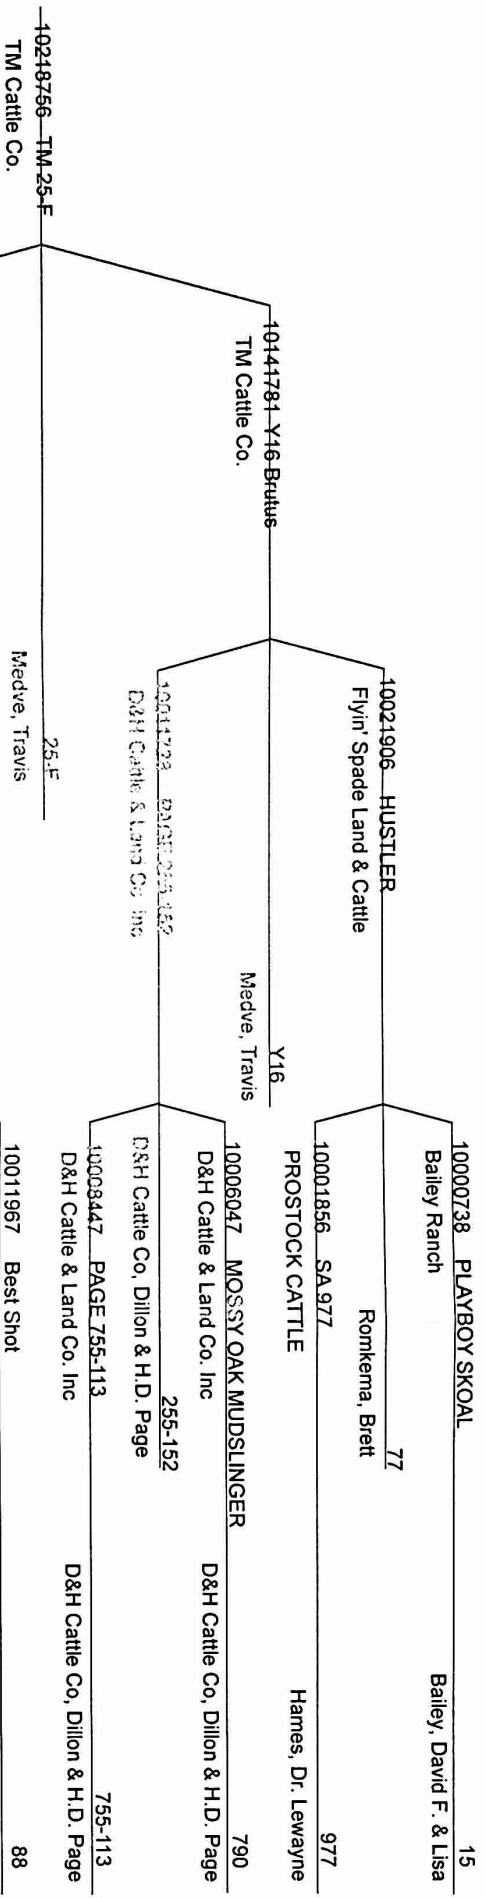 10000738 PLAYBOY SKOAL 15
Bailey Ranch Bailey, David F. & Lisa
10021906 HUSTLER 77
Flyin' Spade Land & Cattle Romkema, Brett
10001856 SA 977 977
PROSTOCK CATTLE Hames, Dr. Lewayne
10141781 Y16 Brutus Y16
TM Cattle Co. Medve, Travis
10006047 MOSSY OAK MUDSLINGER 790
D&H Cattle & Land Co. Inc D&H Cattle Co, Dillon & H.D. Page
PAGE 255-152 255-152
D&H Cattle & Land Co. Inc D&H Cattle Co, Dillon & H.D. Page
10008447 PAGE 755-113 755-113
D&H Cattle & Land Co. Inc D&H Cattle Co, Dillon & H.D. Page
10218756 TM 25-F 25-F
TM Cattle Co. Medve, Travis
10011967 Best Shot 88